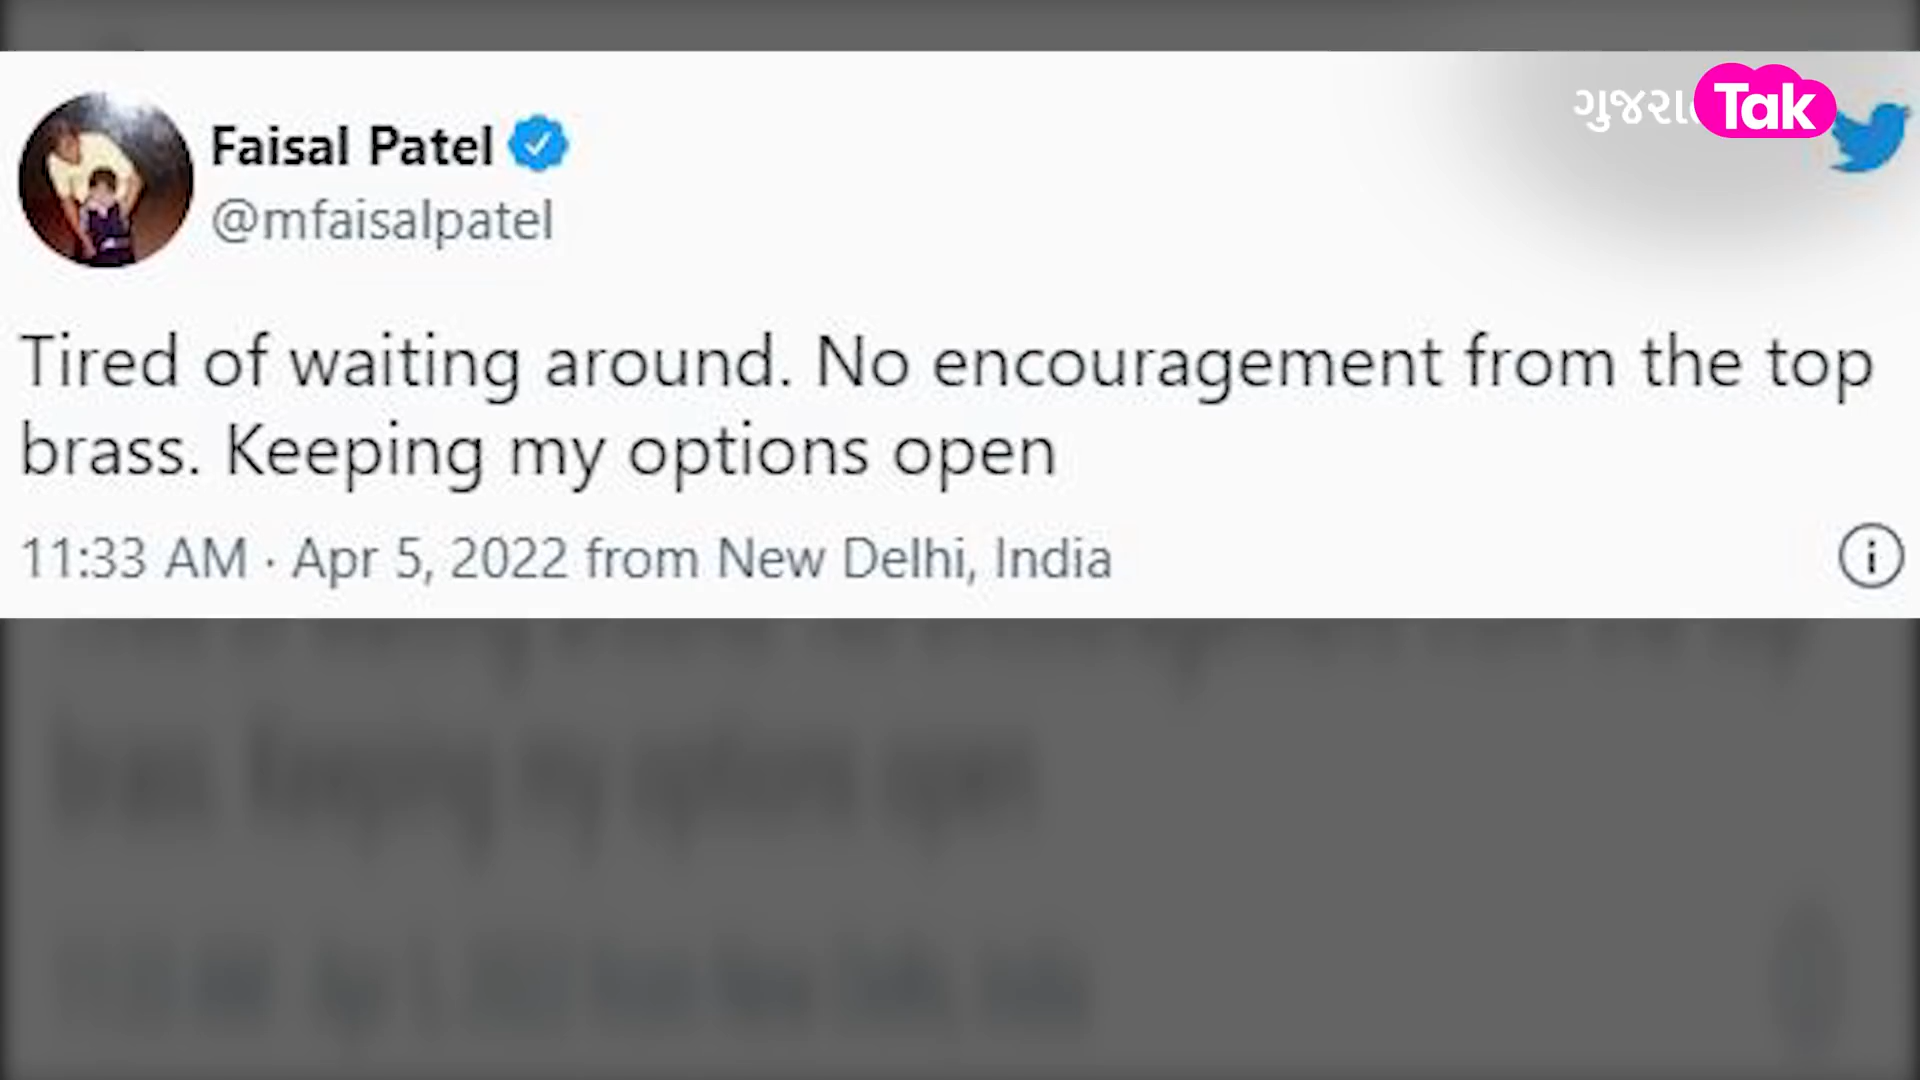 ગુજરાત Tak
Faisal Patel
@mfaisalpatel
Tired of waiting around. No encouragement from the top
brass. Keeping my options open
11:33 AM · Apr 5, 2022 from New Delhi, India